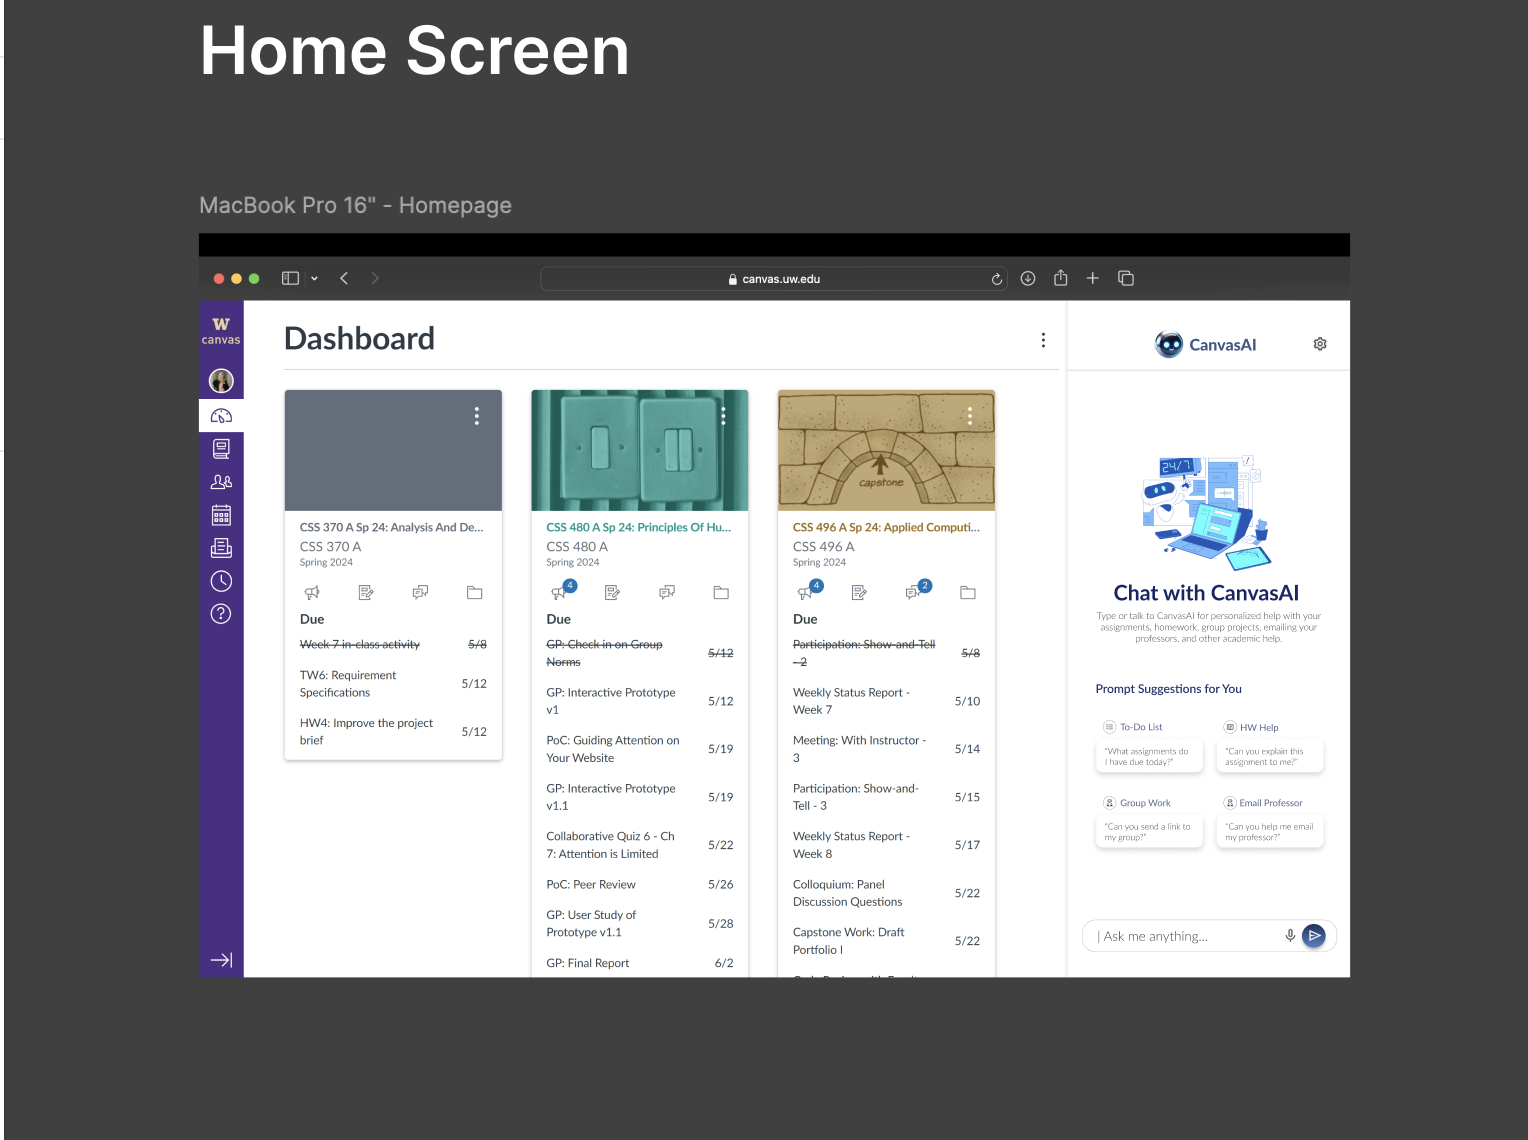 Home Screen
MacBook Pro 16" - Homepage
canvas.uw.edu
W
canvas
Dashboard
capstone
CSS 370 A Sp 24: Analysis And De...
CSS 370 A
Spring 2024
Due
Week 7 in-class activity 5/8
TW6: Requirement
Specifications 5/12
HW4: Improve the project
brief 5/12
CSS 480 A Sp 24: Principles Of Hu...
CSS 480 A
Spring 2024
4
Due
GP: Check in on Group
Norms 5/12
GP: Interactive Prototype
v1 5/12
PoC: Guiding Attention on
Your Website 5/19
GP: Interactive Prototype
v1.1 5/19
Collaborative Quiz 6 - Ch
7: Attention is Limited 5/22
PoC: Peer Review 5/26
GP: User Study of
Prototype v1.1 5/28
GP: Final Report 6/2
CSS 496 A Sp 24: Applied Computi...
CSS 496 A
Spring 2024
4 2
Due
Participation: Show-and-Tell
- 2 5/8
Weekly Status Report -
Week 7 5/10
Meeting: With Instructor -
3 5/14
Participation: Show-and-
Tell - 3 5/15
Weekly Status Report -
Week 8 5/17
Colloquium: Panel
Discussion Questions 5/22
Capstone Work: Draft
Portfolio I 5/22
CanvasAI
24/7
Chat with CanvasAI
Type or talk to CanvasAI for personalized help with your
assignments, homework, group projects, emailing your
professors, and other academic help.
Prompt Suggestions for You
To-Do List
"What assignments do
I have due today?"
HW Help
"Can you explain this
assignment to me?"
Group Work
"Can you send a link to
my group?"
Email Professor
"Can you help me email
my professor?"
| Ask me anything...